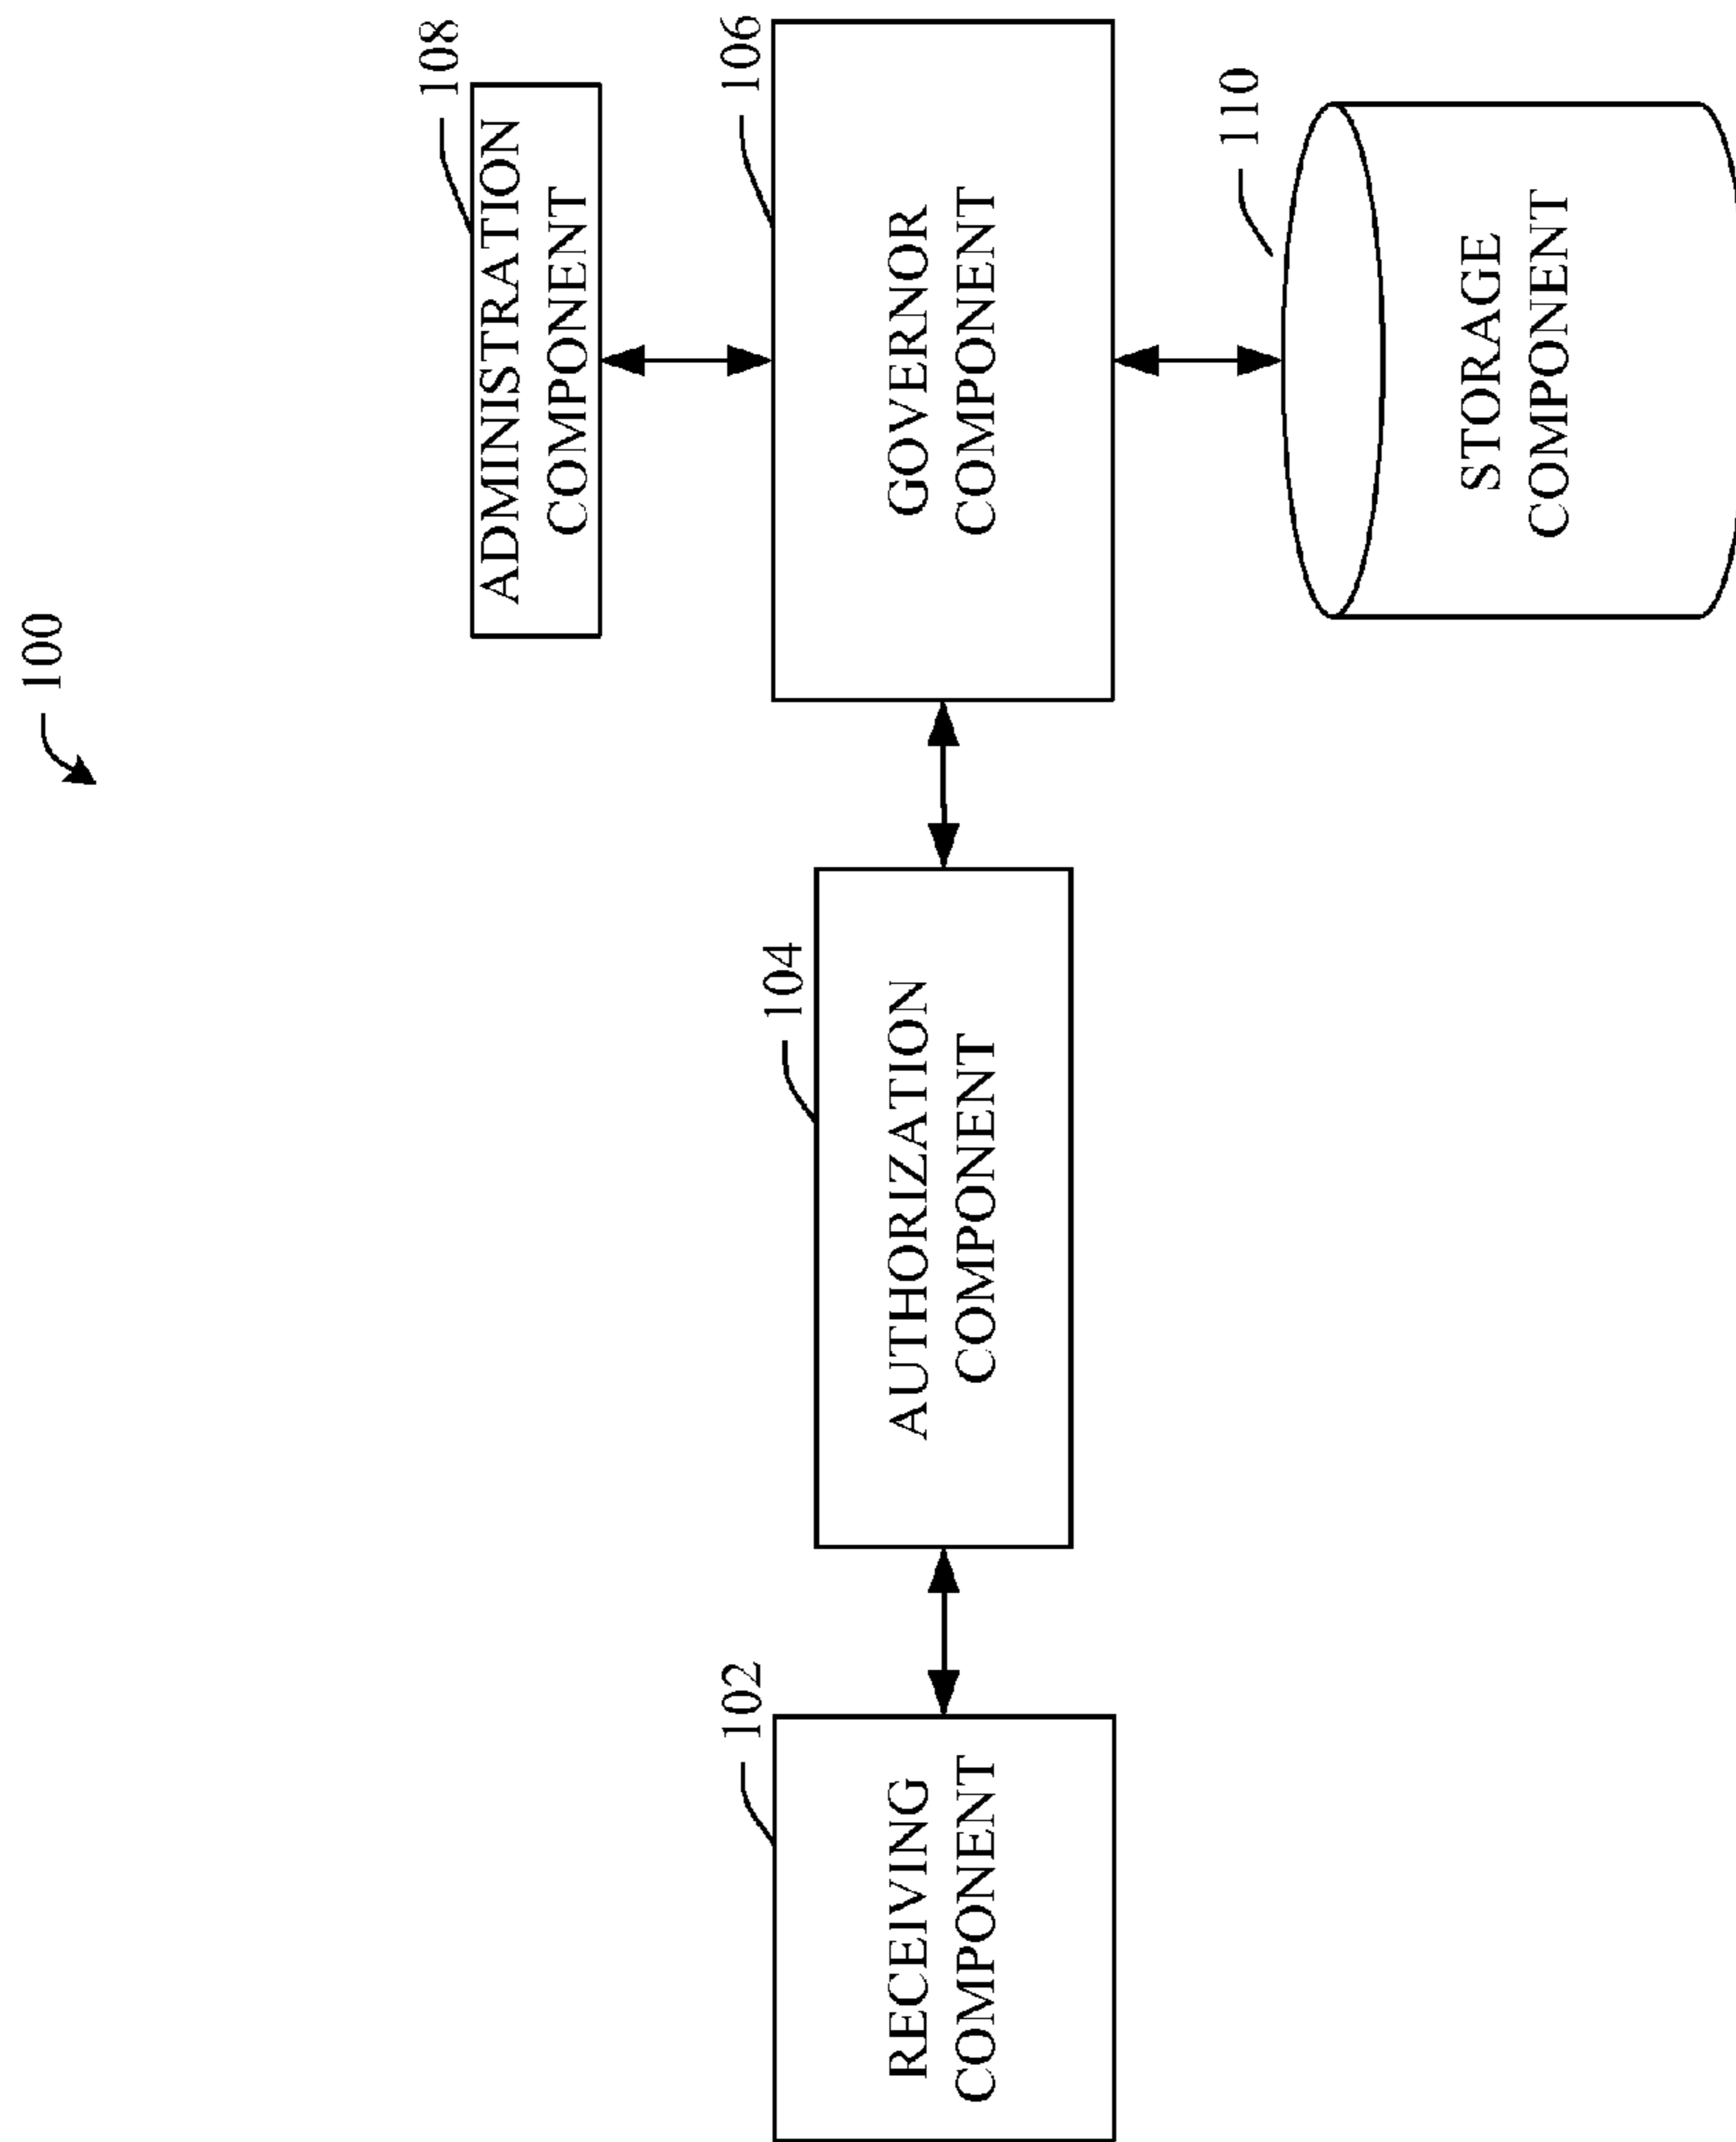 100
108
ADMINISTRATION
COMPONENT
102
104
106
RECEIVING
COMPONENT
AUTHORIZATION
COMPONENT
GOVERNOR
COMPONENT
110
STORAGE
COMPONENT